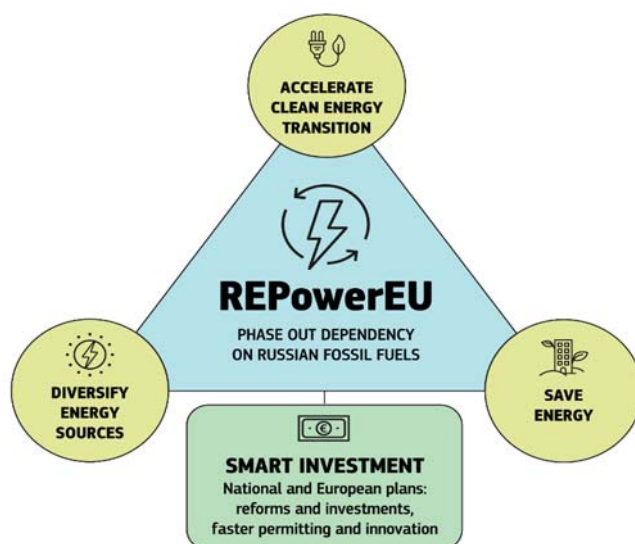 ACCELERATE
CLEAN ENERGY
TRANSITION
REPowerEU
PHASE OUT DEPENDENCY
ON RUSSIAN FOSSIL FUELS
DIVERSIFY
ENERGY
SOURCES
SAVE
ENERGY
€
SMART INVESTMENT
National and European plans:
reforms and investments,
faster permitting and innovation